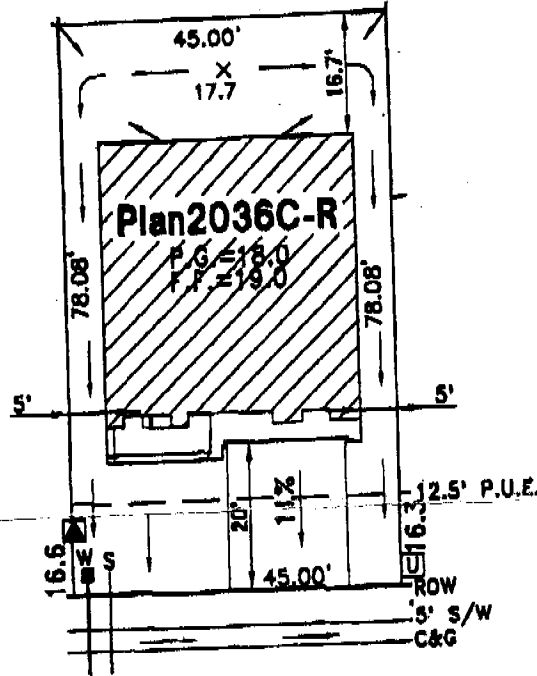 45.00'
17.7
16.7'
Plan2036C-R
P.G.=18.0
F.F.=19.0
78.08'
78.08'
5'
5'
12.5' P.U.E.
20'
16.3
16.6
W S
U
45.00'
ROW
5' S/W
C&G